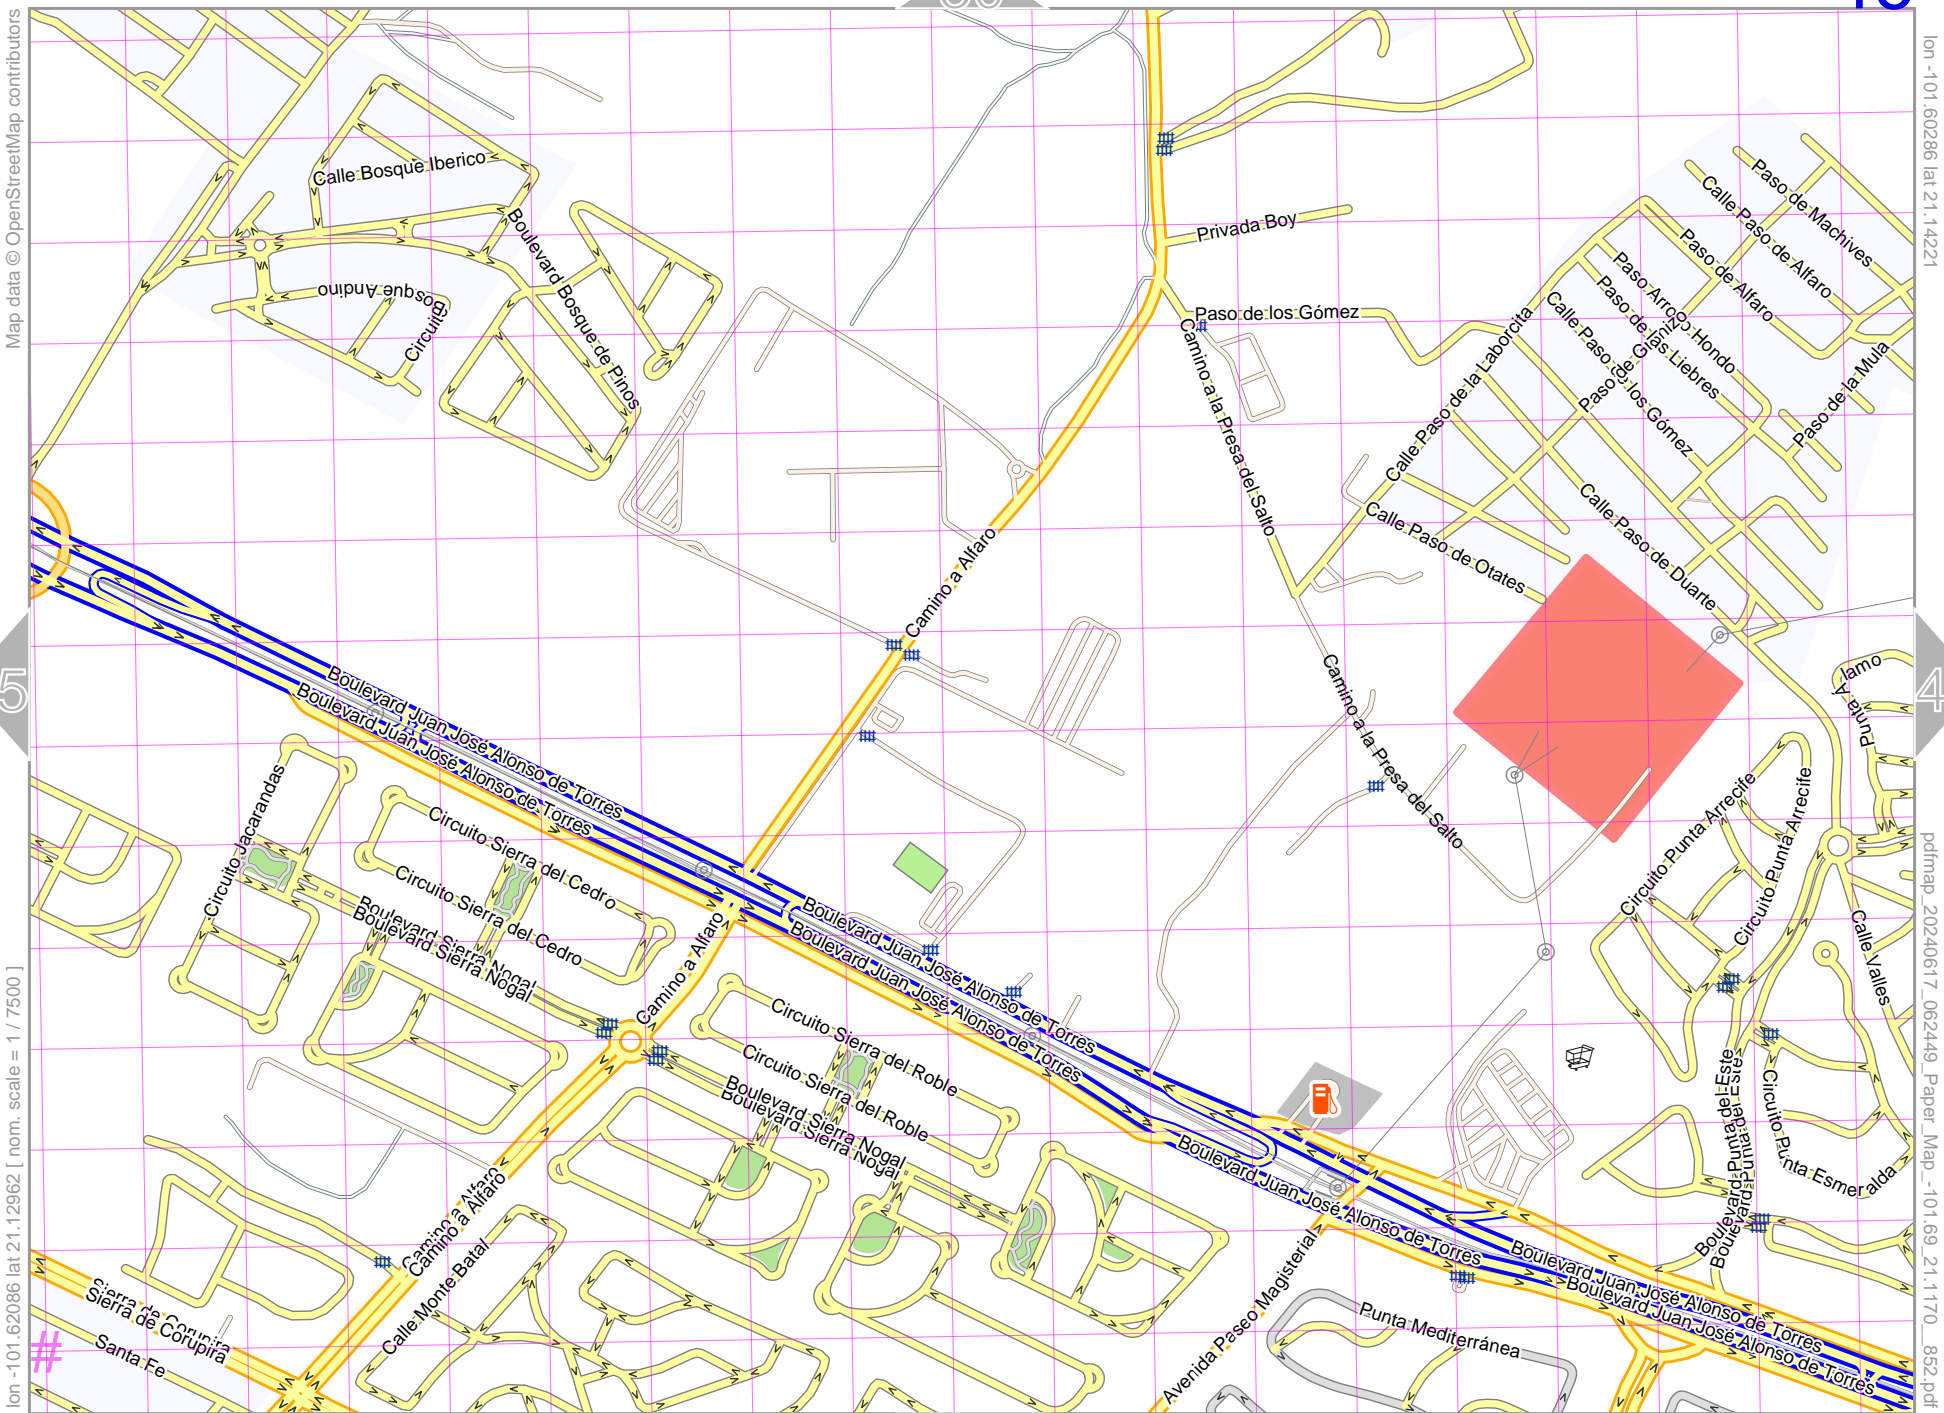 Map data © OpenStreetMap contributors
lon -101.62086 lat 21.12962 [ nom. scale = 1 / 7500 ]
lon -101.60286 lat 21.14221
pdfmap_20240617_062449_Paper_Map_-101.69_21.1170__852.pdf
5
4
#
Calle Bosque Iberico
Boulevard Bosque de Pinos
Circuito
Bosque Andino
Privada Boy
Paso de los Gómez
Camino a la Presa del Salto
Calle Paso de la Laborcita
Paso de Machives
Calle Paso de Alfaro
Paso de Alfaro
Paso Arroyo Hondo
Paso de las Liebres
Calle Paso de los Gómez
Paso de la Mula
Calle Paso de Otates
Calle Paso de Duarte
Camino a Alfaro
Camino a la Presa del Salto
Punta Álamo
Boulevard Juan José Alonso de Torres
Boulevard Juan José Alonso de Torres
Circuito Jacarandas
Circuito Sierra del Cedro
Circuito Sierra del Cedro
Boulevard Sierra Nogal
Boulevard Sierra Nogal
Camino a Alfaro
Circuito Punta Arrecife
Circuito Punta Arrecife
Calle Valles
Boulevard Juan José Alonso de Torres
Boulevard Juan José Alonso de Torres
Circuito Sierra del Roble
Circuito Sierra del Roble
Boulevard Sierra Nogal
Boulevard Sierra Nogal
Boulevard Punta del Este
Boulevard Punta del Este
Circuito Punta Esmeralda
Camino a Alfaro
Camino a Alfaro
Calle Monte Batal
Boulevard Juan José Alonso de Torres
Boulevard Juan José Alonso de Torres
Boulevard Juan José Alonso de Torres
Avenida Paseo Magisterial
Punta Mediterránea
Sierra de Corupira
Sierra de Corupira
Santa Fe